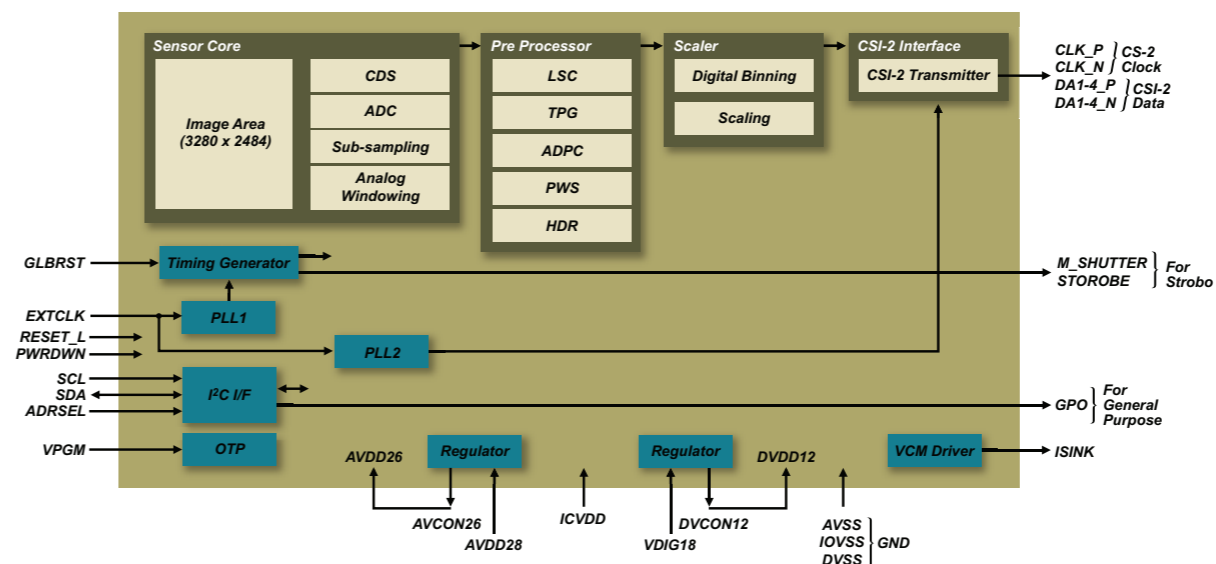 Sensor Core
Image Area
(3280 x 2484)
CDS
ADC
Sub-sampling
Analog
Windowing
Pre Processor
LSC
TPG
ADPC
PWS
HDR
Scaler
Digital Binning
Scaling
CSI-2 Interface
CSI-2 Transmitter
CLK_P
CLK_N
CS-2
Clock
DA1-4_P
DA1-4_N
CSI-2
Data
GLBRST
Timing Generator
M_SHUTTER
STOROBE
For
Strobo
EXTCLK
PLL1
RESET_L
PWRDWN
PLL2
SCL
SDA
ADRSEL
I²C I/F
GPO
For
General
Purpose
VPGM
OTP
AVDD26
Regulator
Regulator
DVDD12
VCM Driver
ISINK
AVCON26
AVDD28
ICVDD
VDIG18
DVCON12
AVSS
IOVSS
DVSS
GND